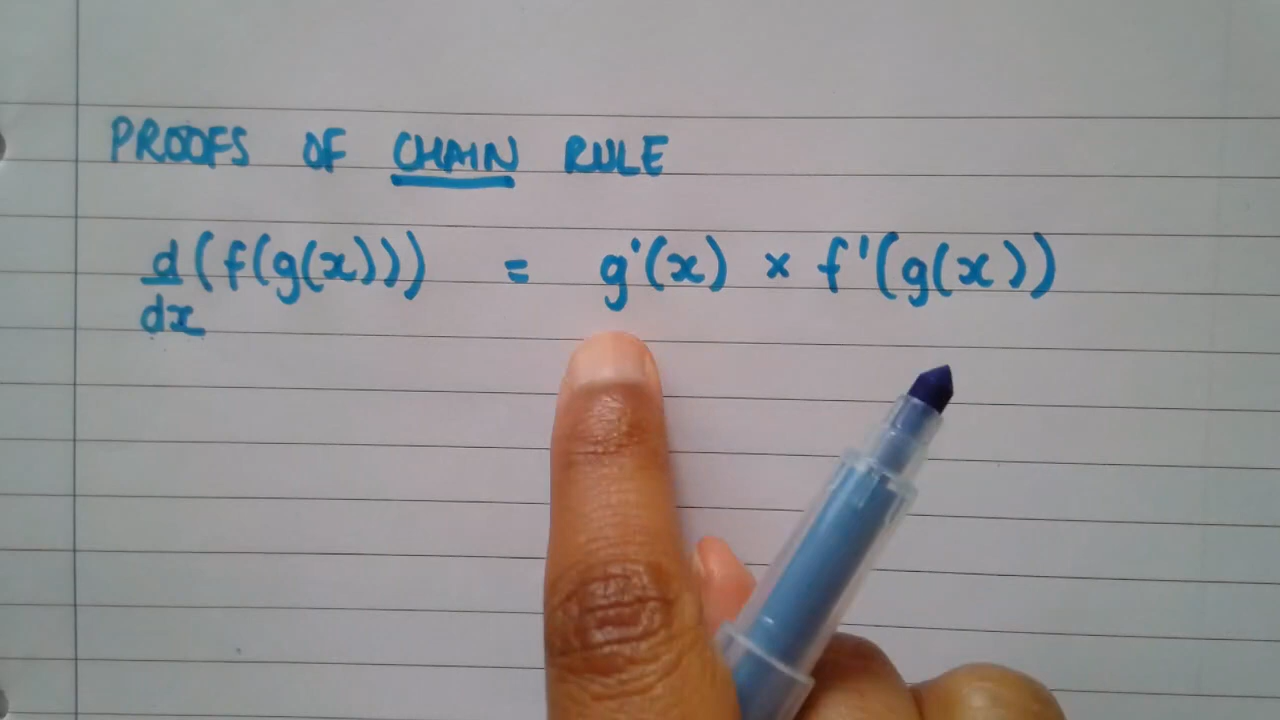 PROOFS OF CHAIN RULE
d/dx (f(g(x))) = g'(x) × f'(g(x))